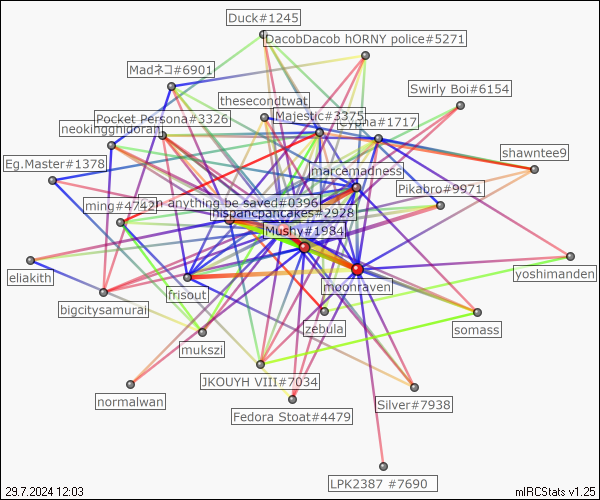 Duck#1245
DacobDacob hORNY police#5271
Madネコ#6901
Swirly Boi#6154
thesecondtwat
Pocket Persona#3326
Majestic#3375
#1717
neokingghidorah
Eg.Master#1378
shawntee9
marcemadness
Pikabro#9971
ming#4742
anything be saved#0396
hispancpancakes#2928
Mushy#1984
eliakith
yoshimanden
moonraven
frisout
bigcitysamurai
zebula
somass
mukszi
JKOUYH VIII#7034
normalwan
Silver#7938
Fedora Stoat#4479
LPK2387 #7690
29.7.2024 12:03
mIRCStats v1.25